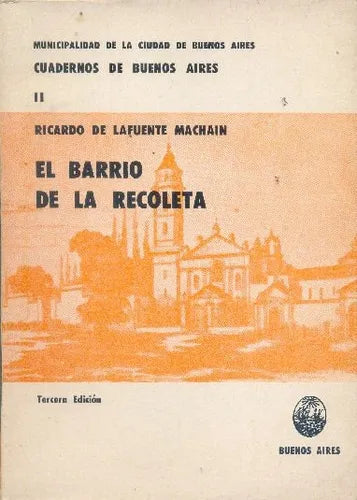 MUNICIPALIDAD DE LA CIUDAD DE BUENOS AIRES
CUADERNOS DE BUENOS AIRES
II
RICARDO DE LAFUENTE MACHAIN
EL BARRIO
DE LA RECOLETA
Tercera Edición
BUENOS AIRES